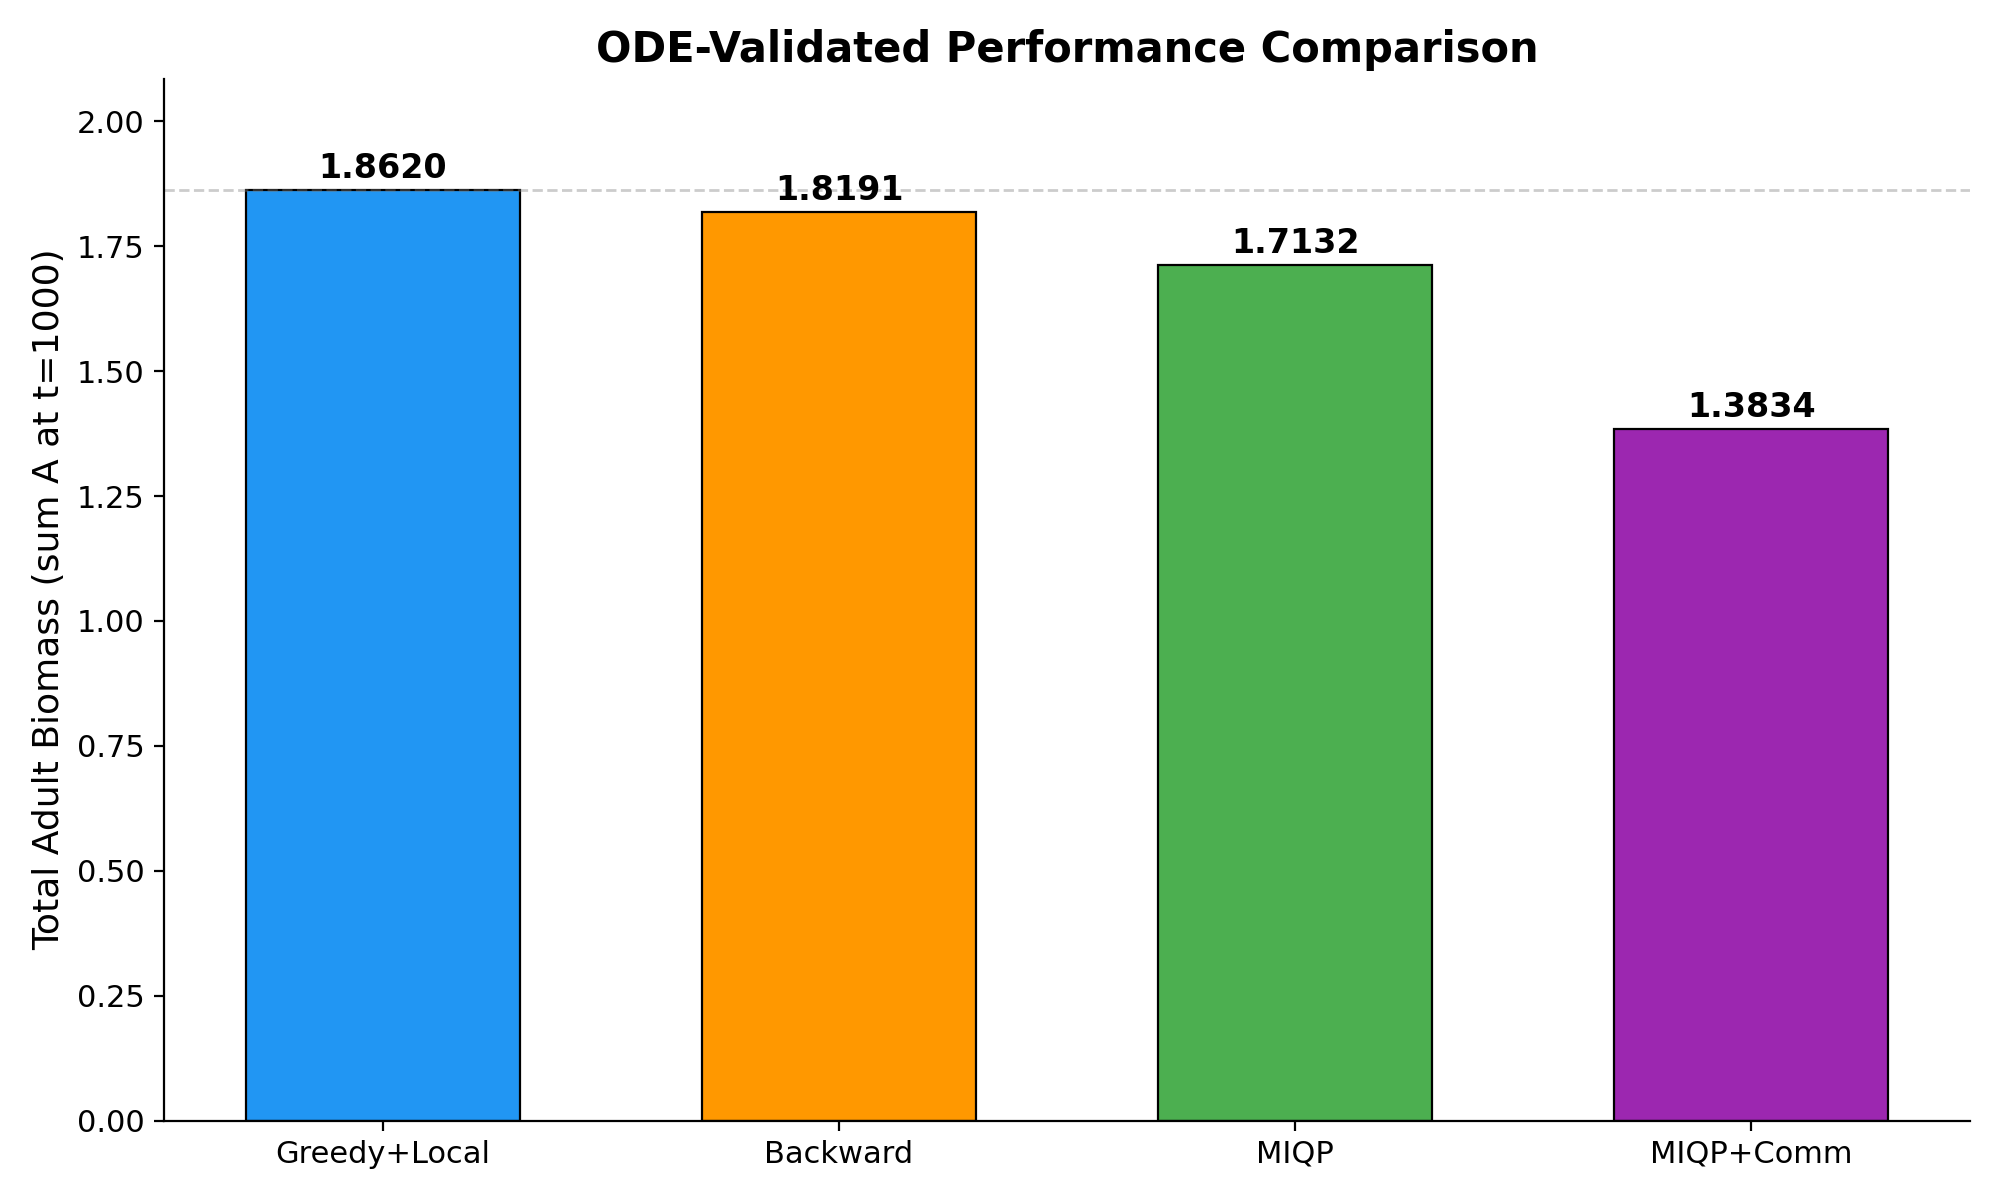 ODE-Validated Performance Comparison
Total Adult Biomass (sum A at t=1000)
2.00
1.75
1.50
1.25
1.00
0.75
0.50
0.25
0.00
1.8620
1.8191
1.7132
1.3834
Greedy+Local
Backward
MIQP
MIQP+Comm